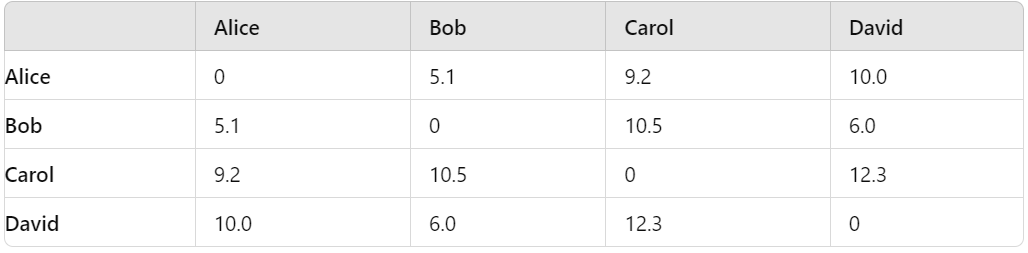 Alice Bob Carol David
Alice 0 5.1 9.2 10.0
Bob 5.1 0 10.5 6.0
Carol 9.2 10.5 0 12.3
David 10.0 6.0 12.3 0